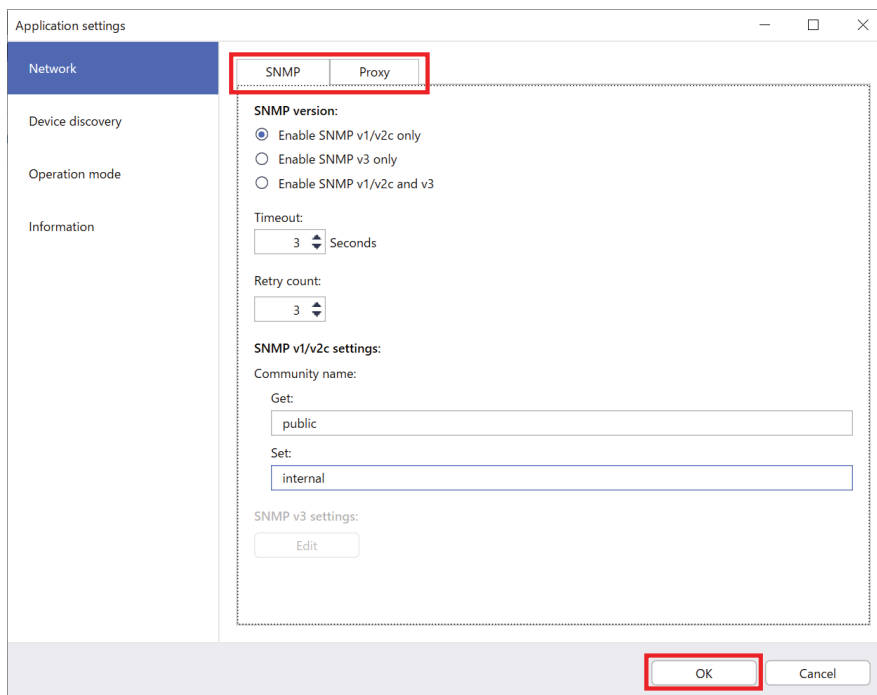 Application settings
Network
Device discovery
Operation mode
Information
SNMP Proxy
SNMP version:
Enable SNMP v1/v2c only
Enable SNMP v3 only
Enable SNMP v1/v2c and v3
Timeout:
3 Seconds
Retry count:
3
SNMP v1/v2c settings:
Community name:
Get:
public
Set:
internal
SNMP v3 settings:
Edit
OK Cancel